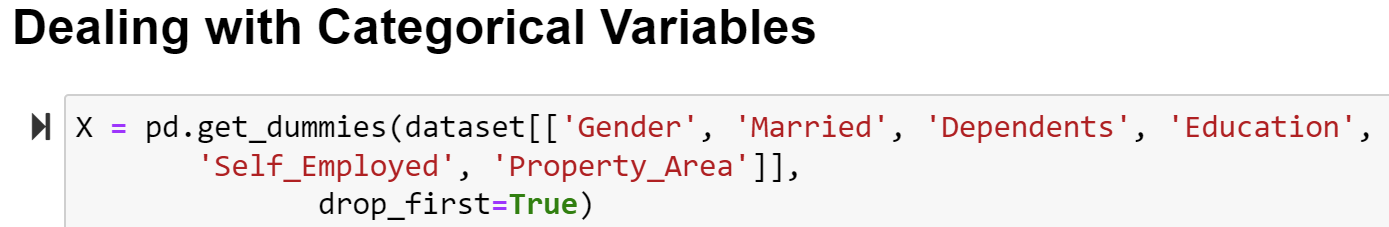 Dealing with Categorical Variables
X = pd.get_dummies(dataset[['Gender', 'Married', 'Dependents', 'Education',
'Self_Employed', 'Property_Area']],
drop_first=True)